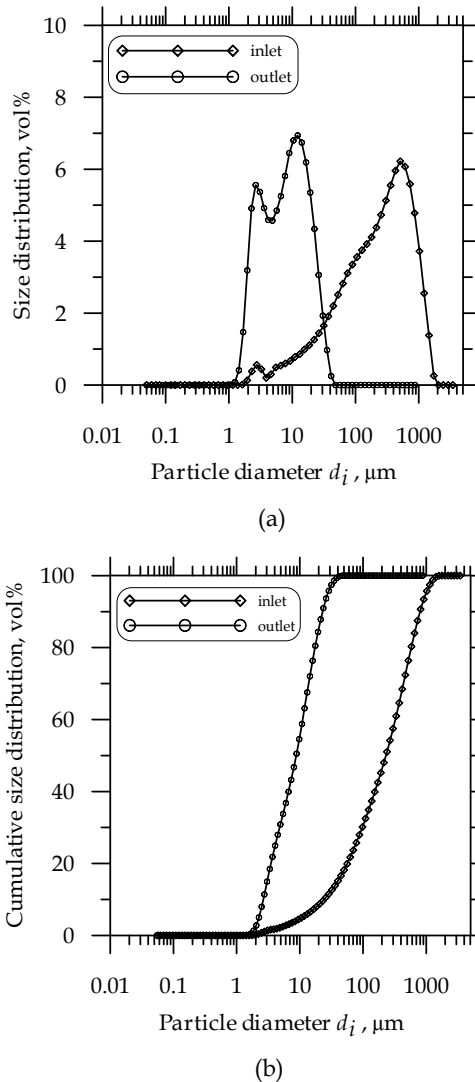 10
8
6
4
2
0
Size distribution, vol%
inlet
outlet
0.01 0.1 1 10 100 1000
Particle diameter di , µm
(a)
100
80
60
40
20
0
Cumulative size distribution, vol%
inlet
outlet
0.01 0.1 1 10 100 1000
Particle diameter di , µm
(b)